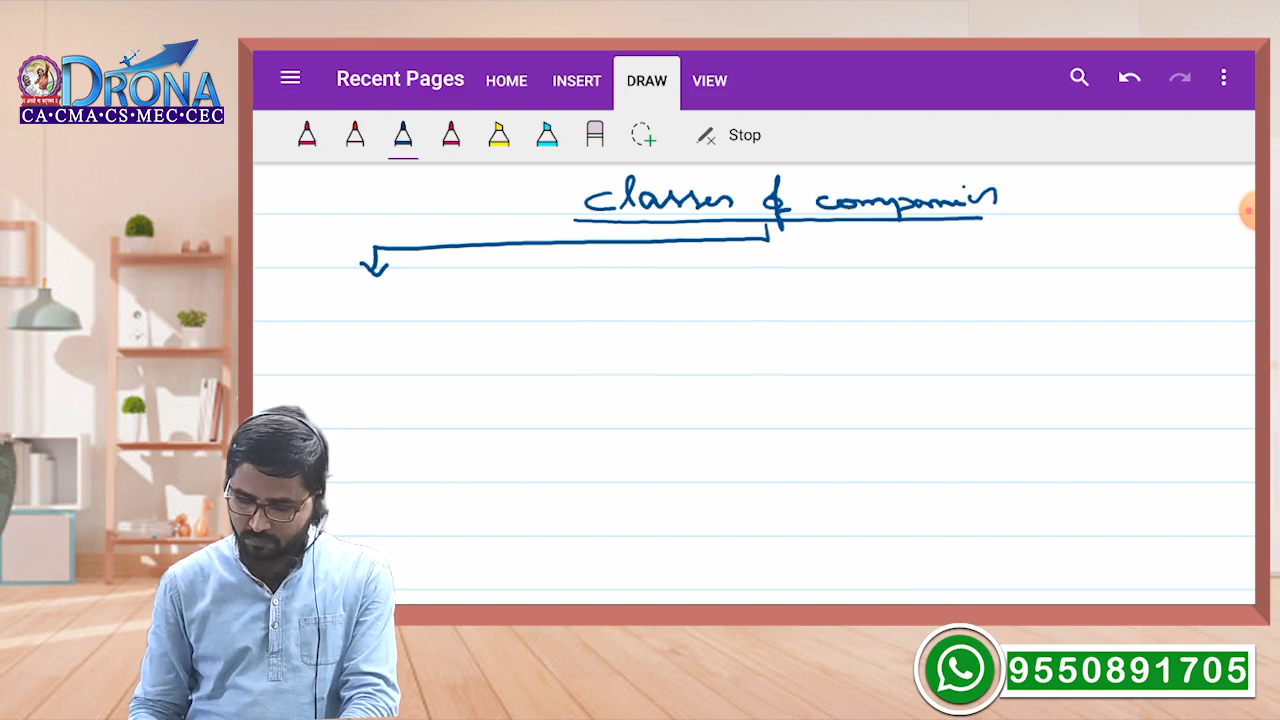 DRONA
CA•CMA•CS•MEC•CEC
Recent Pages HOME INSERT DRAW VIEW
Stop
classes of companies
9550891705